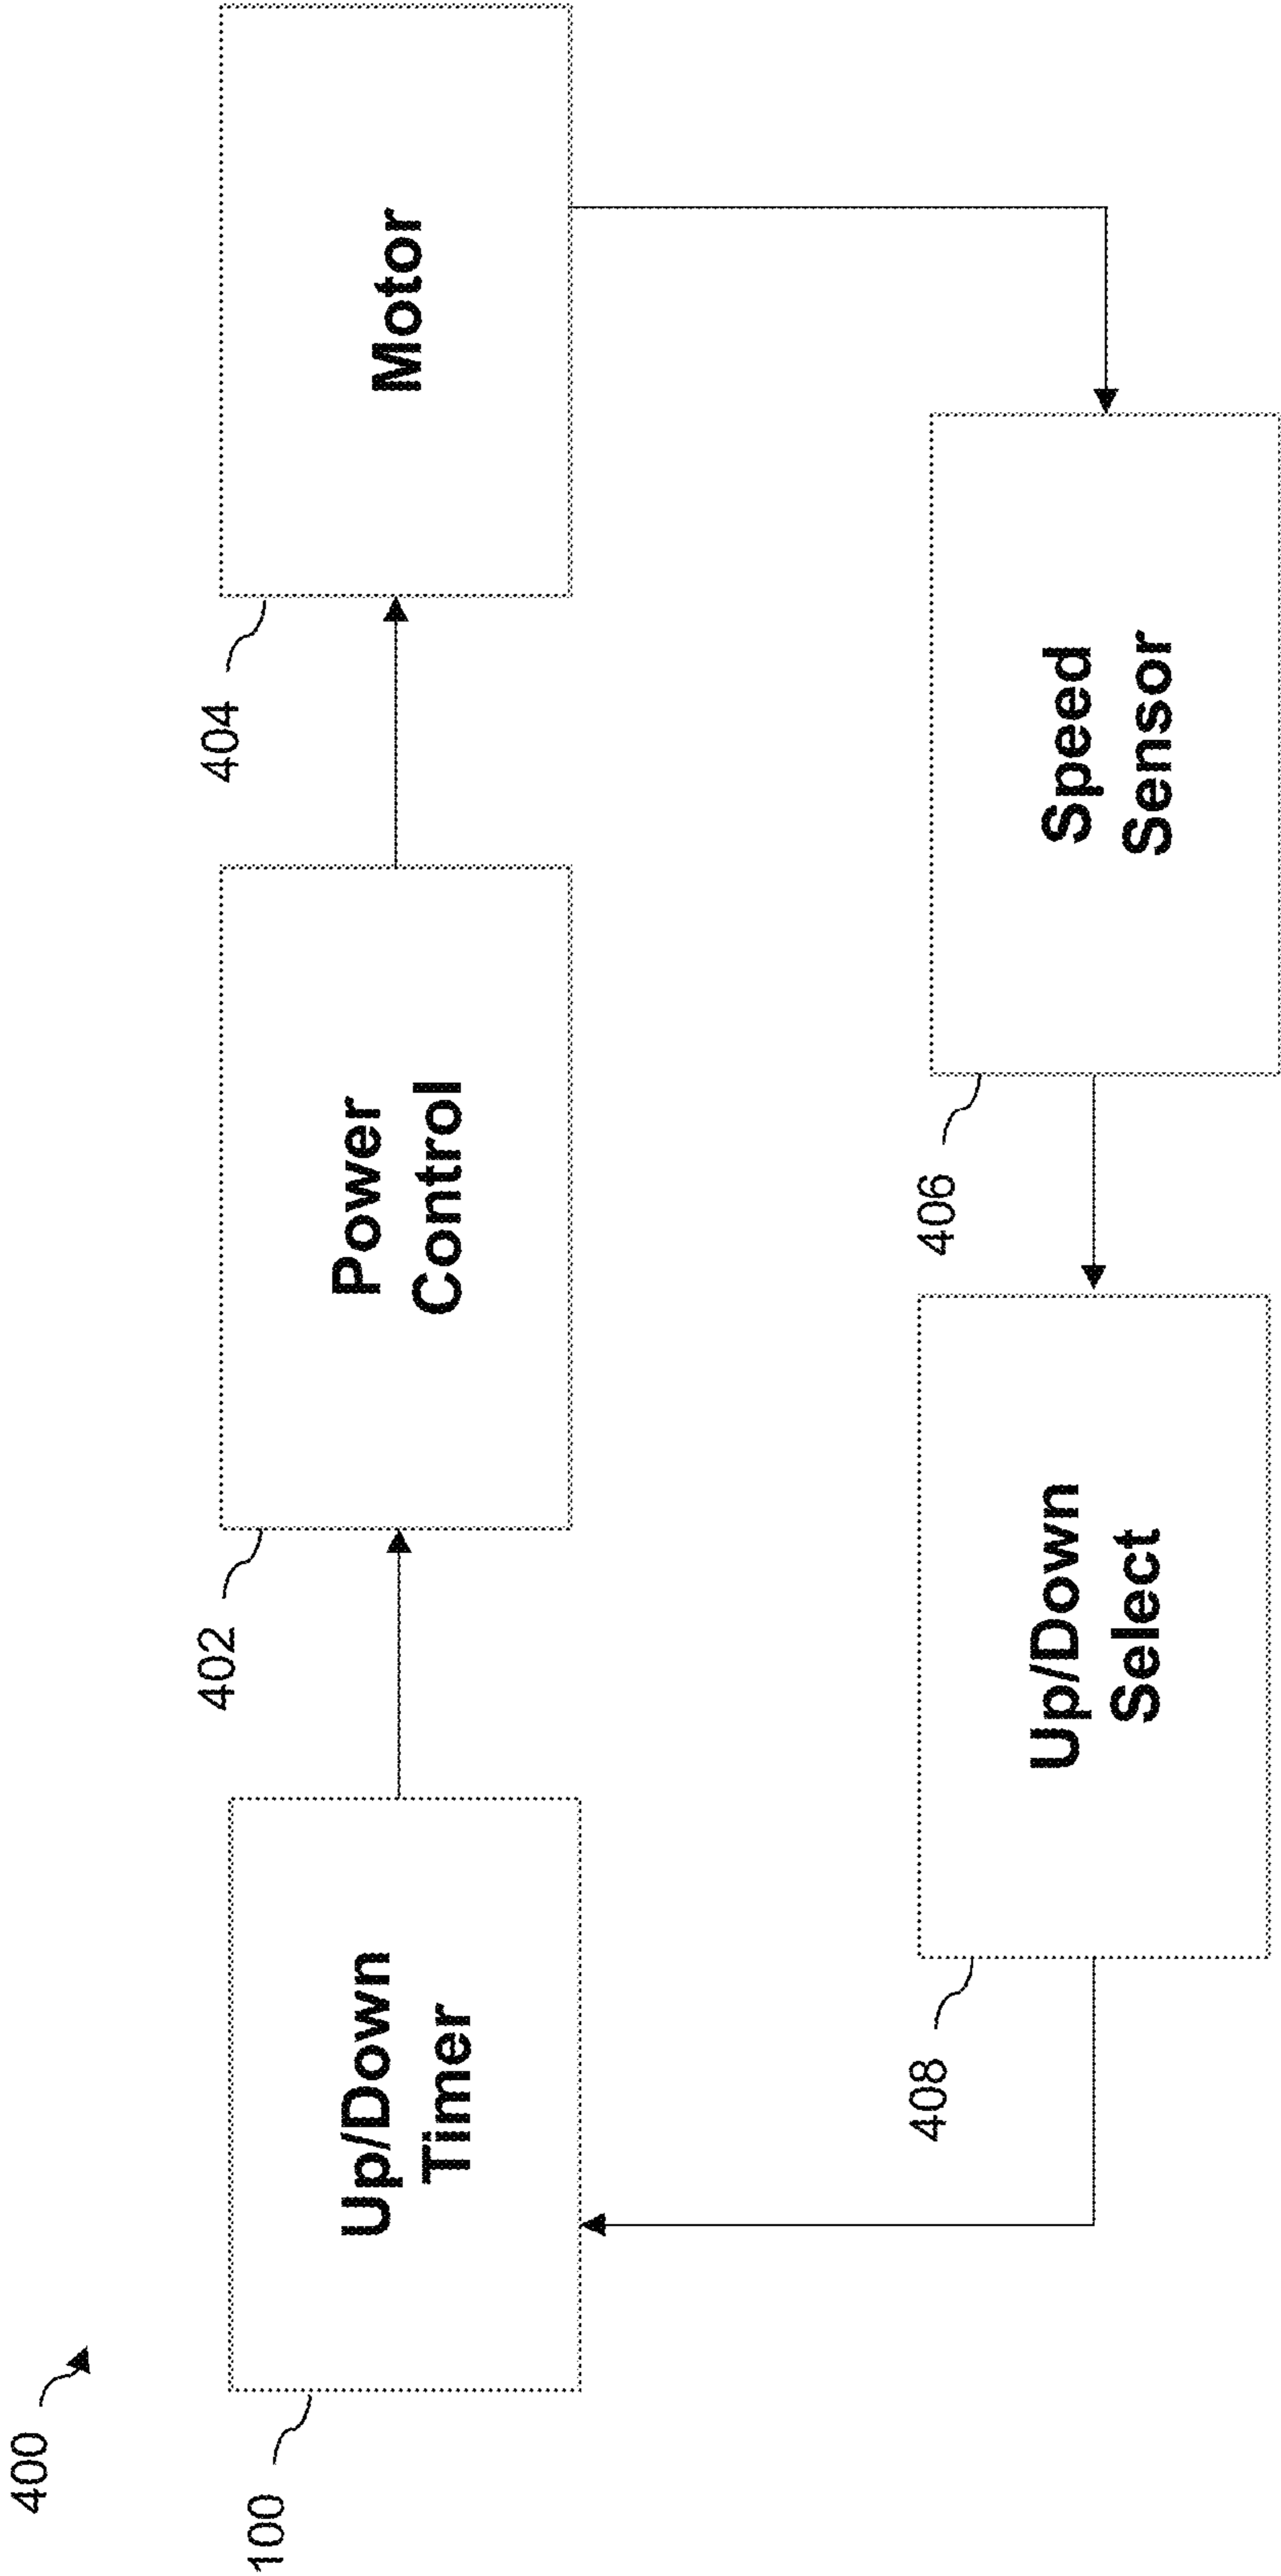 400
100
Up/Down
Timer
402
Power
Control
404
Motor
408
Up/Down
Select
406
Speed
Sensor